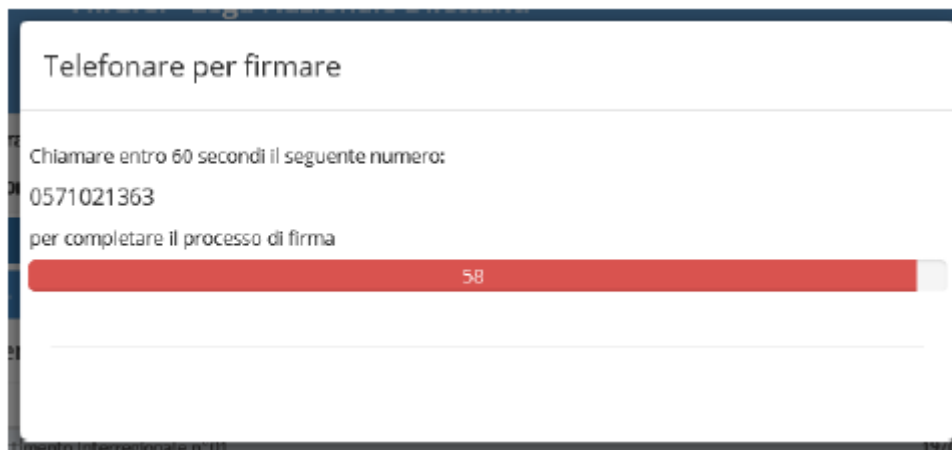 Telefonare per firmare
Chiamare entro 60 secondi il seguente numero:
0571021363
per completare il processo di firma
58